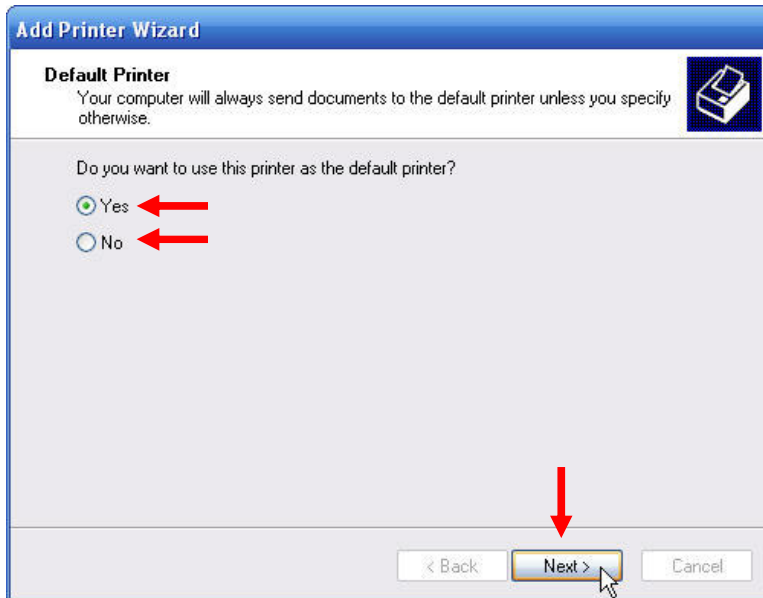 Add Printer Wizard
Default Printer
Your computer will always send documents to the default printer unless you specify
otherwise.
Do you want to use this printer as the default printer?
Yes
No
< Back Next > Cancel